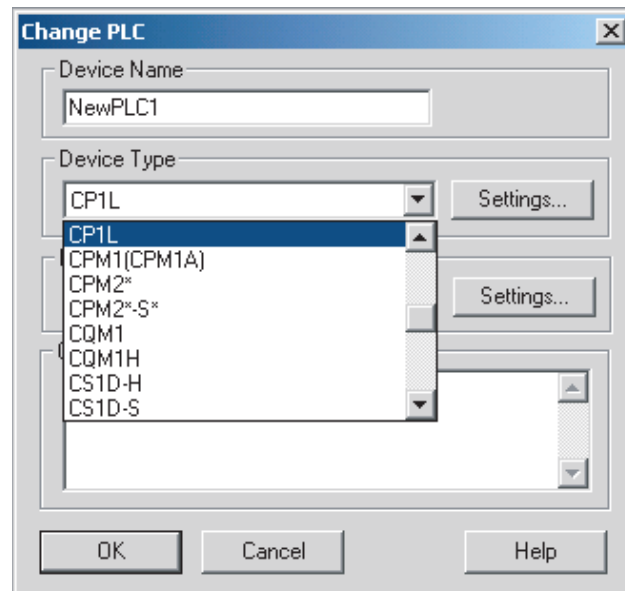 Change PLC
Device Name
NewPLC1
Device Type
CP1L
Settings...
CP1L
CPM1(CPM1A)
CPM2*
CPM2*-S*
Settings...
CQM1
CQM1H
CS1D-H
CS1D-S
OK
Cancel
Help